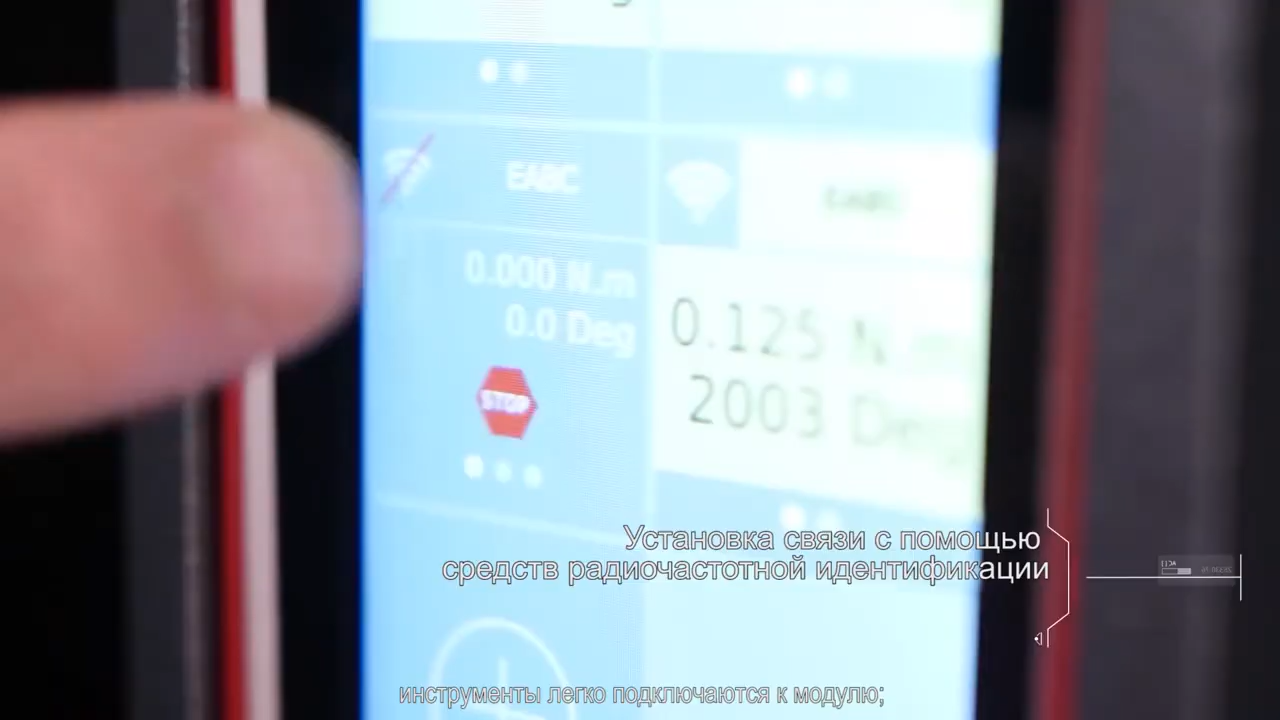 EABC
0.000 N.m
0.0 Deg
STOP
0.125 N
2003 Deg
Установка связи с помощью
средств радиочастотной идентификации
инструменты легко подключаются к модулю;